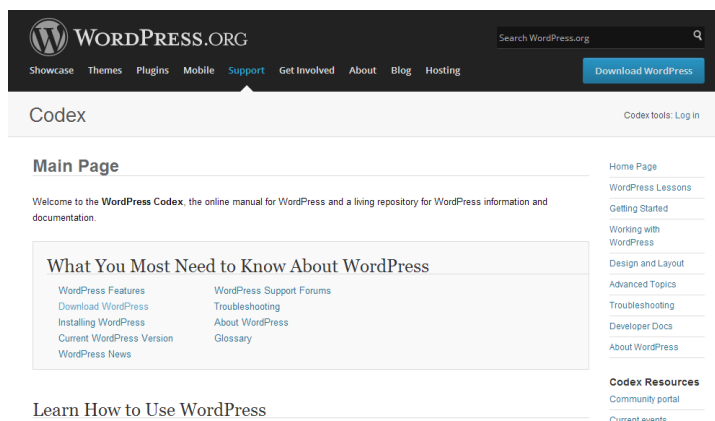 WORDPRESS.ORG
Search WordPress.org
Showcase Themes Plugins Mobile Support Get Involved About Blog Hosting
Download WordPress
Codex
Codex tools: Log in
Main Page
Welcome to the WordPress Codex, the online manual for WordPress and a living repository for WordPress information and
documentation.
What You Most Need to Know About WordPress
WordPress Features
Download WordPress
Installing WordPress
Current WordPress Version
WordPress News
WordPress Support Forums
Troubleshooting
About WordPress
Glossary
Learn How to Use WordPress
Home Page
WordPress Lessons
Getting Started
Working with
WordPress
Design and Layout
Advanced Topics
Troubleshooting
Developer Docs
About WordPress
Codex Resources
Community portal
Current events